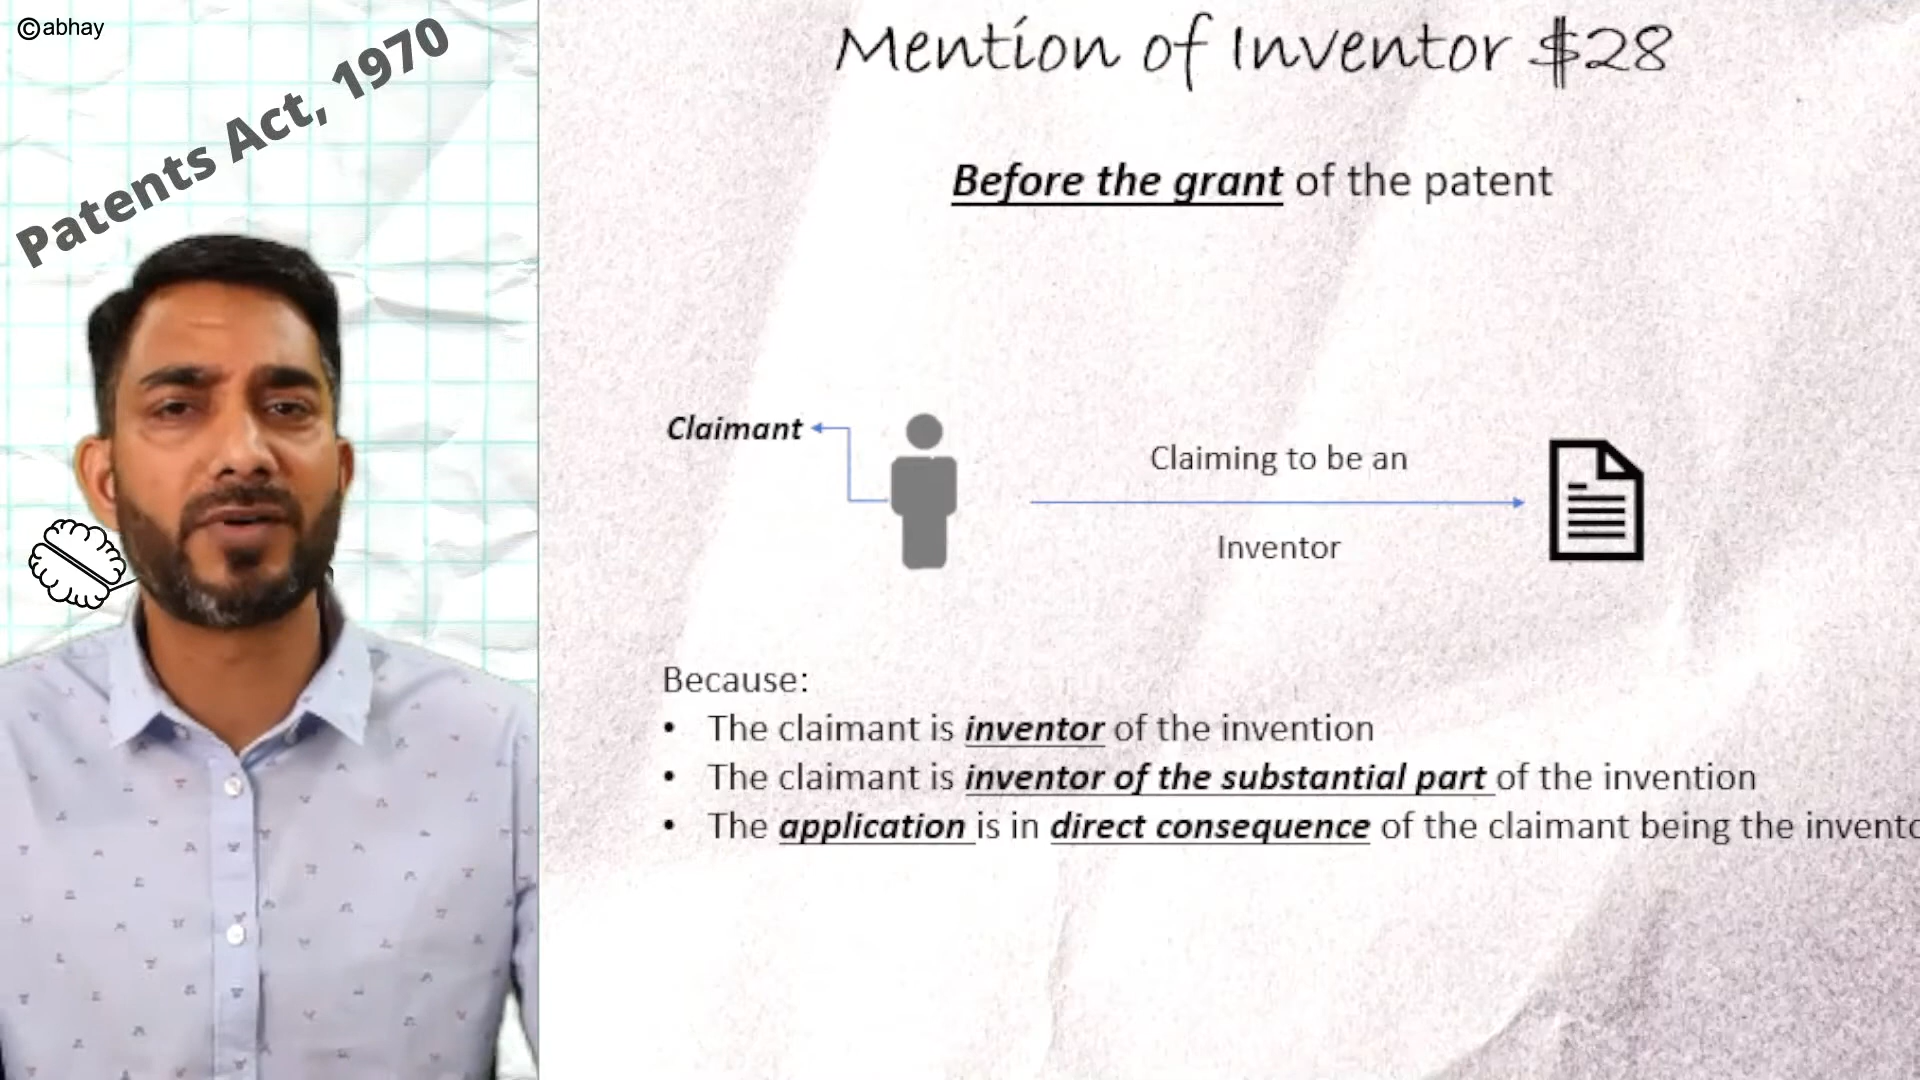 ©abhay
Patents Act, 1970
Mention of Inventor $28
Before the grant of the patent
Claimant
Claiming to be an
Inventor
Because:
• The claimant is inventor of the invention
• The claimant is inventor of the substantial part of the invention
• The application is in direct consequence of the claimant being the